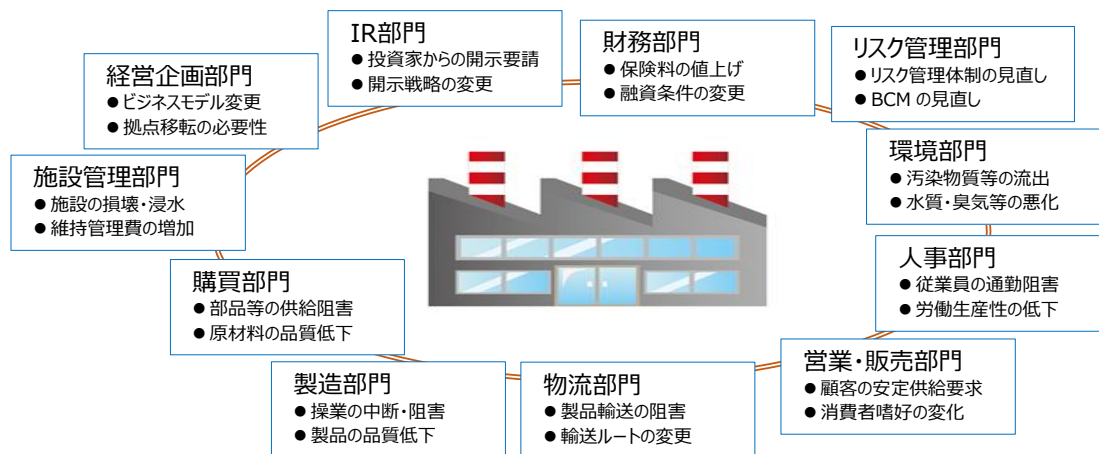 IR部門
●投資家からの開示要請
●開示戦略の変更
財務部門
●保険料の値上げ
●融資条件の変更
リスク管理部門
●リスク管理体制の見直し
●BCM の見直し
経営企画部門
●ビジネスモデル変更
●拠点移転の必要性
環境部門
●汚染物質等の流出
●水質・臭気等の悪化
施設管理部門
●施設の損壊・浸水
●維持管理費の増加
人事部門
●従業員の通勤阻害
●労働生産性の低下
購買部門
●部品等の供給阻害
●原材料の品質低下
営業・販売部門
●顧客の安定供給要求
●消費者嗜好の変化
製造部門
●操業の中断・阻害
●製品の品質低下
物流部門
●製品輸送の阻害
●輸送ルートの変更